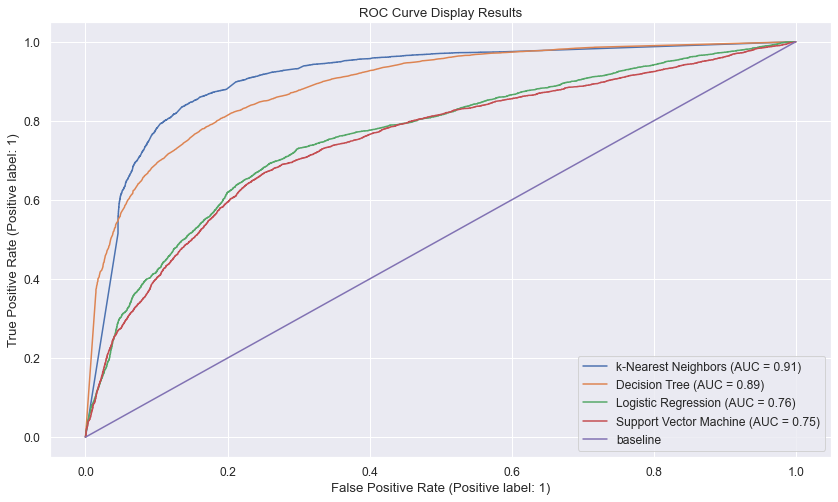 ROC Curve Display Results
True Positive Rate (Positive label: 1)
1.0
0.8
0.6
0.4
0.2
0.0
k-Nearest Neighbors (AUC = 0.91)
Decision Tree (AUC = 0.89)
Logistic Regression (AUC = 0.76)
Support Vector Machine (AUC = 0.75)
baseline
0.0 0.2 0.4 0.6 0.8 1.0
False Positive Rate (Positive label: 1)